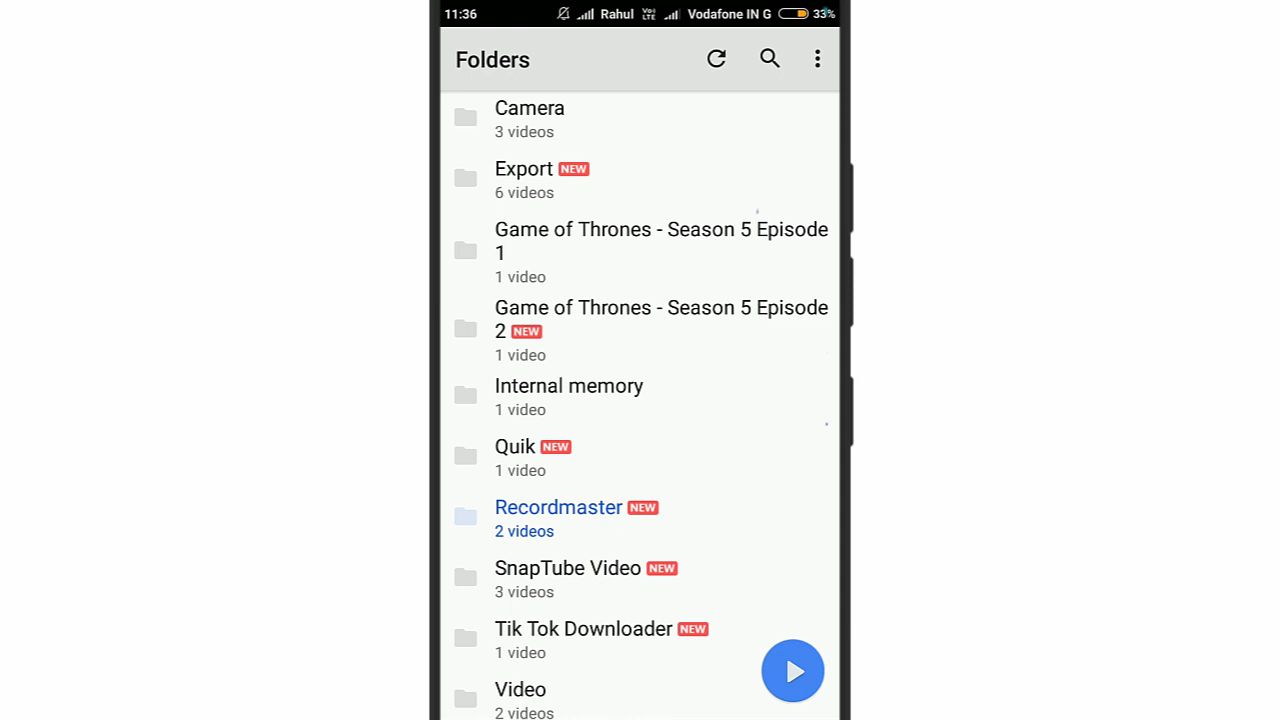 11:36 Rahul Vo) LTE Vodafone IN G 33%
Folders
Camera
3 videos
Export NEW
6 videos
Game of Thrones - Season 5 Episode
1
1 video
Game of Thrones - Season 5 Episode
2 NEW
1 video
Internal memory
1 video
Quik NEW
1 video
Recordmaster NEW
2 videos
SnapTube Video NEW
3 videos
Tik Tok Downloader NEW
1 video
Video
2 videos